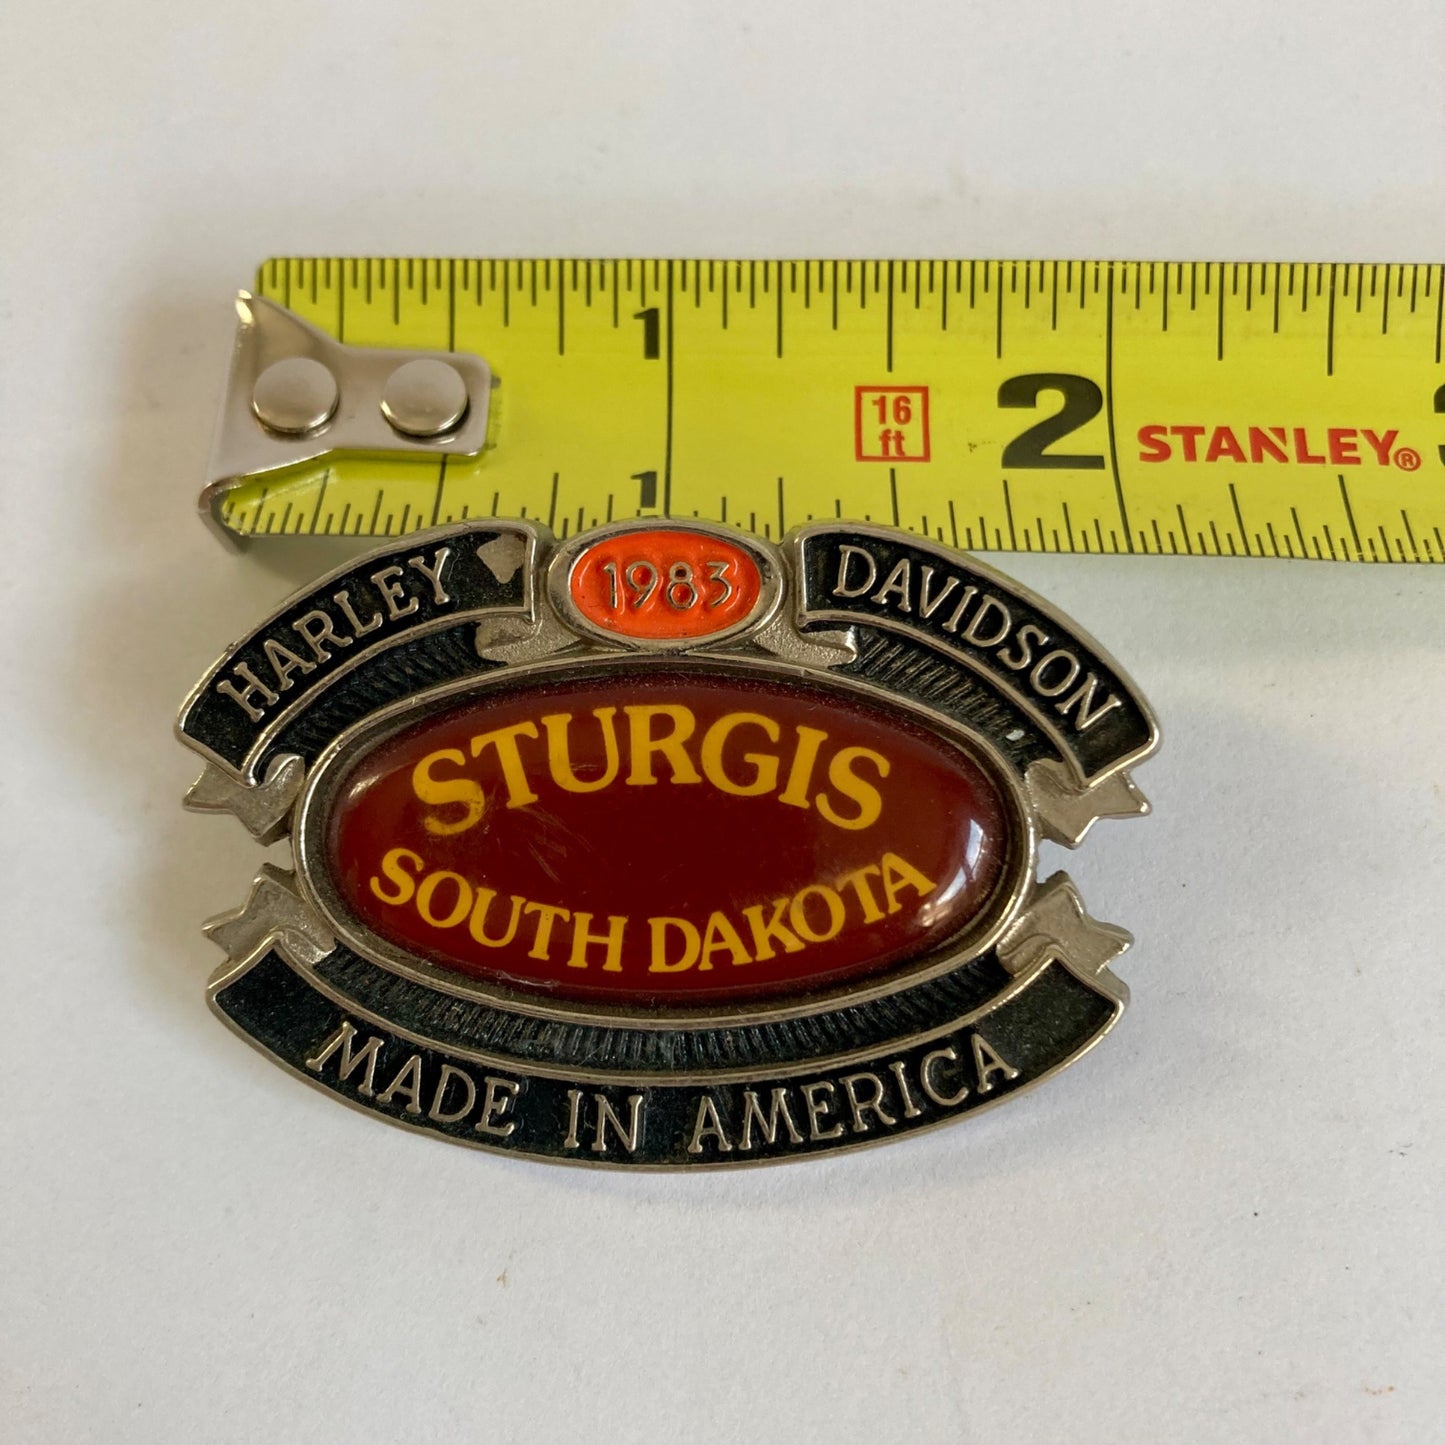 1
16
ft
2
STANLEY®
1
HARLEY 1983 DAVIDSON
STURGIS
SOUTH DAKOTA
MADE IN AMERICA